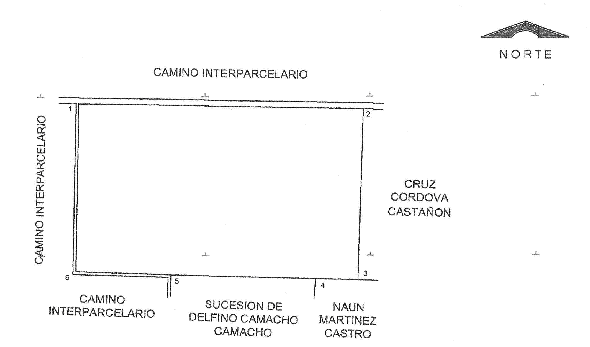 NORTE
CAMINO INTERPARCELARIO
1
2
CAMINO INTERPARCELARIO
CRUZ
CORDOVA
CASTAÑON
6
5
4
3
CAMINO
INTERPARCELARIO
SUCESION DE
DELFINO CAMACHO
CAMACHO
NAUN
MARTINEZ
CASTRO